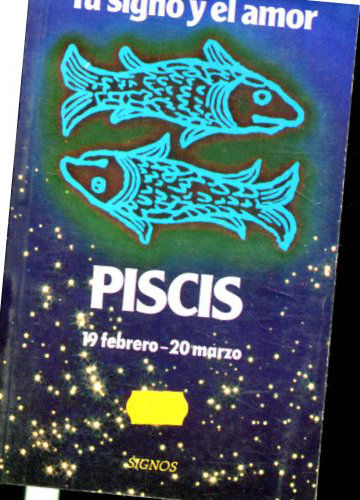 Tu signo y el amor
PISCIS
19 febrero-20 marzo
SIGNOS